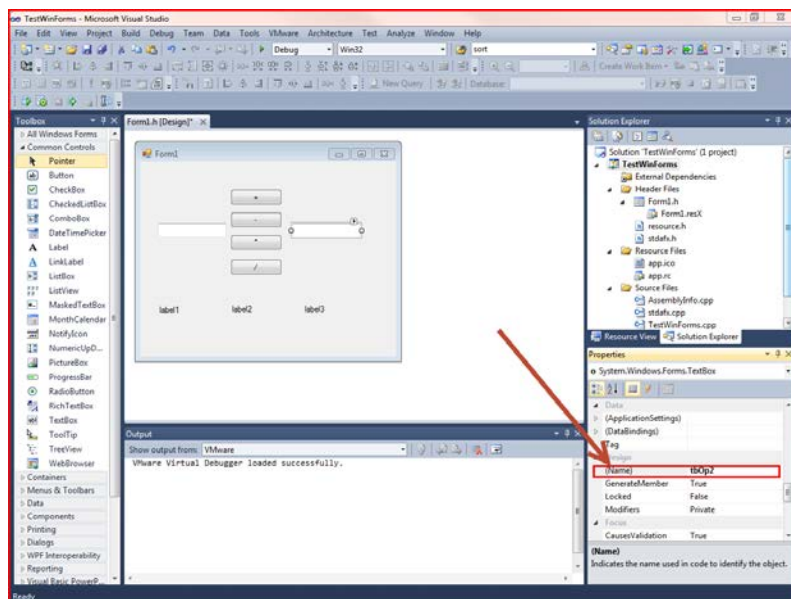 TestWinForms - Microsoft Visual Studio
File Edit View Project Build Debug Team Data Tools VMware Architecture Test Analyze Window Help
Debug Win32 sort
Create Work Item
New Query Database:
Toolbox
All Windows Forms
Common Controls
Pointer
Button
CheckBox
CheckedListBox
ComboBox
DateTimePicker
Label
LinkLabel
ListBox
ListView
MaskedTextBox
MonthCalendar
NotifyIcon
NumericUpD...
PictureBox
ProgressBar
RadioButton
RichTextBox
TextBox
ToolTip
TreeView
WebBrowser
Containers
Menus & Toolbars
Data
Components
Printing
Dialogs
WPF Interoperability
Reporting
Visual Basic PowerP...
Form1.h [Design]*
Form1
+
-
*
/
label1 label2 label3
Output
Show output from: VMware
VMware Virtual Debugger loaded successfully.
Solution Explorer
Solution 'TestWinForms' (1 project)
TestWinForms
External Dependencies
Header Files
Form1.h
Form1.resX
resource.h
stdafx.h
Resource Files
app.ico
app.rc
Source Files
AssemblyInfo.cpp
stdafx.cpp
TestWinForms.cpp
Resource View Solution Explorer
Properties
System.Windows.Forms.TextBox
Data
(ApplicationSettings)
(DataBindings)
Tag
Design
(Name) tbOp2
GenerateMember True
Locked False
Modifiers Private
Focus
CausesValidation True
(Name)
Indicates the name used in code to identify the object.
Ready